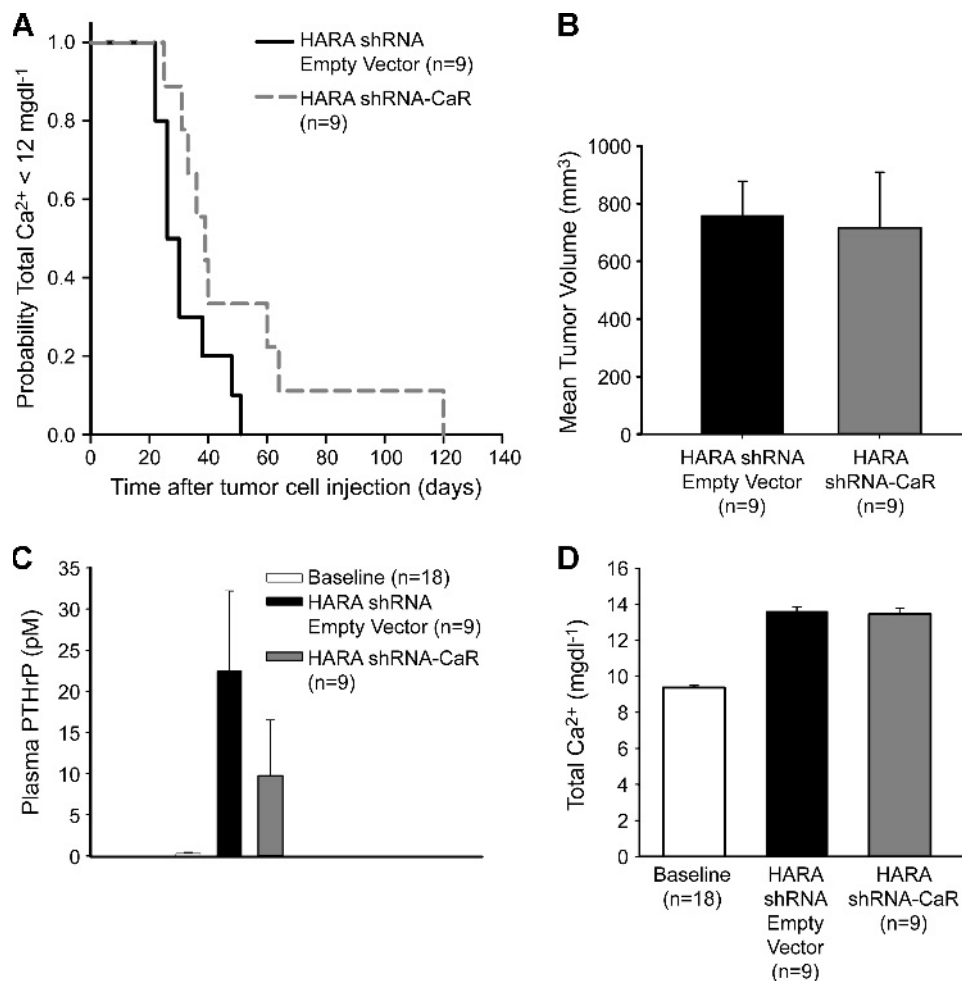 A
Probability Total Ca²⁺ < 12 mgdl⁻¹
1.0
0.8
0.6
0.4
0.2
0.0
0 20 40 60 80 100 120 140
Time after tumor cell injection (days)
HARA shRNA
Empty Vector (n=9)
HARA shRNA-CaR
(n=9)
B
Mean Tumor Volume (mm³)
1000
800
600
400
200
0
HARA shRNA
Empty Vector
(n=9)
HARA
shRNA-CaR
(n=9)
C
Plasma PTHrP (pM)
35
30
25
20
15
10
5
0
Baseline (n=18)
HARA shRNA
Empty Vector (n=9)
HARA shRNA-CaR
(n=9)
D
Total Ca²⁺ (mgdl⁻¹)
16
14
12
10
8
6
4
2
0
Baseline
(n=18)
HARA
shRNA
Empty
Vector
(n=9)
HARA
shRNA-CaR
(n=9)